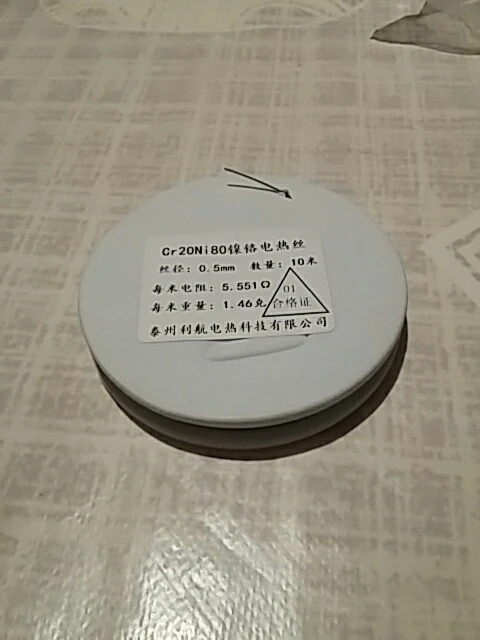 Cr20Ni80镍铬电热丝
丝径：0.5mm 数量：10米
每米电阻：5.551Ω
每米重量：1.46克
01
合格证
泰州利航电热科技有限公司